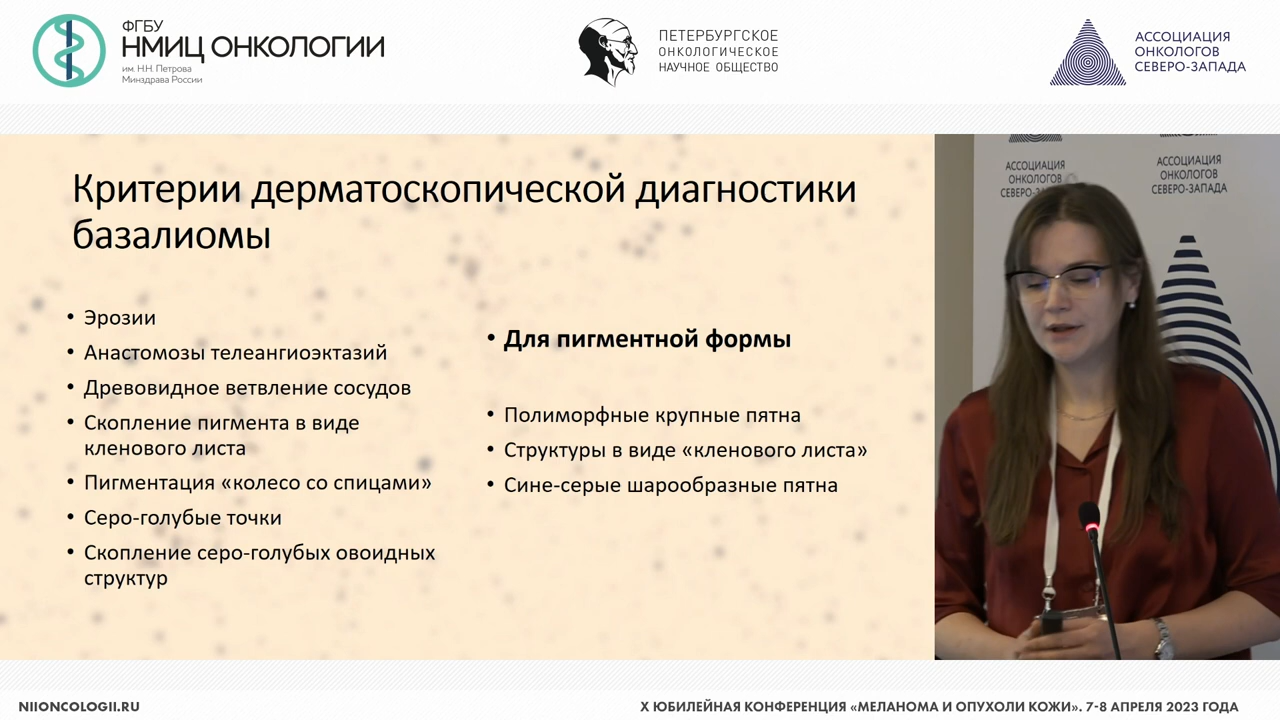 ФГБУ
НМИЦ ОНКОЛОГИИ
им. Н.Н. Петрова
Минздрава России
ПЕТЕРБУРГСКОЕ
ОНКОЛОГИЧЕСКОЕ
НАУЧНОЕ ОБЩЕСТВО
АССОЦИАЦИЯ
ОНКОЛОГОВ
СЕВЕРО-ЗАПАДА
Критерии дерматоскопической диагностики
базалиомы
• Эрозии
• Анастомозы телеангиоэктазий
• Древовидное ветвление сосудов
• Скопление пигмента в виде
кленового листа
• Пигментация «колесо со спицами»
• Серо-голубые точки
• Скопление серо-голубых овоидных
структур
• Для пигментной формы
• Полиморфные крупные пятна
• Структуры в виде «кленового листа»
• Сине-серые шарообразные пятна
АССОЦИАЦИЯ
ОНКОЛОГОВ
СЕВЕРО-ЗАПАДА
АССОЦИАЦИЯ
ОНКОЛОГОВ
СЕВЕРО-ЗАПАДА
NIIONCOLOGII.RU
X ЮБИЛЕЙНАЯ КОНФЕРЕНЦИЯ «МЕЛАНОМА И ОПУХОЛИ КОЖИ». 7-8 АПРЕЛЯ 2023 ГОДА